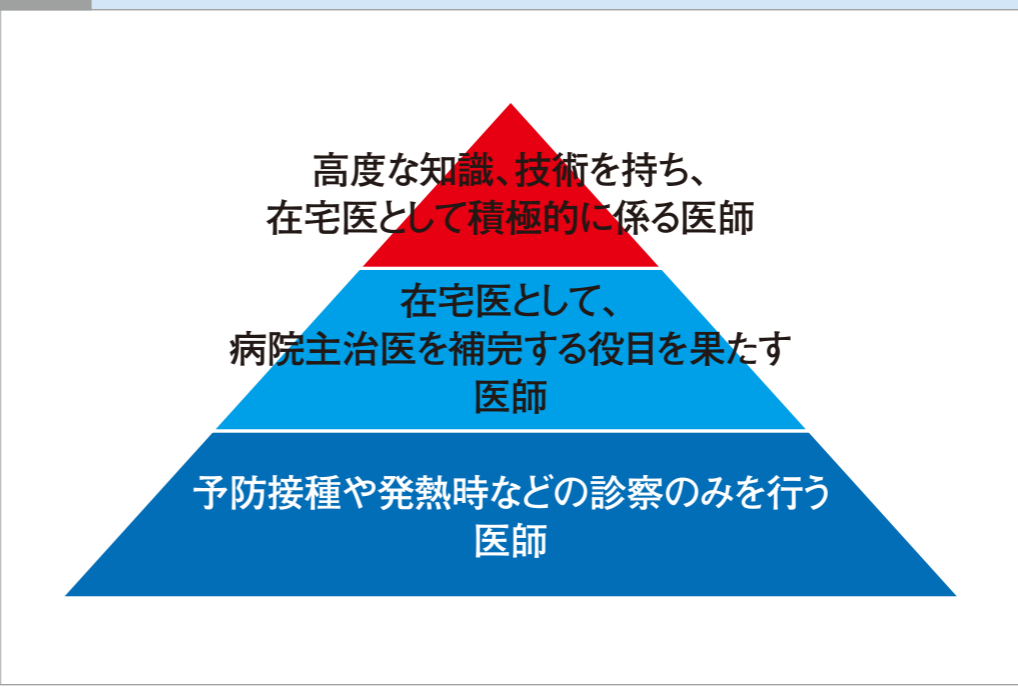 高度な知識、技術を持ち、
在宅医として積極的に係る医師
在宅医として、
病院主治医を補完する役目を果たす
医師
予防接種や発熱時などの診察のみを行う
医師